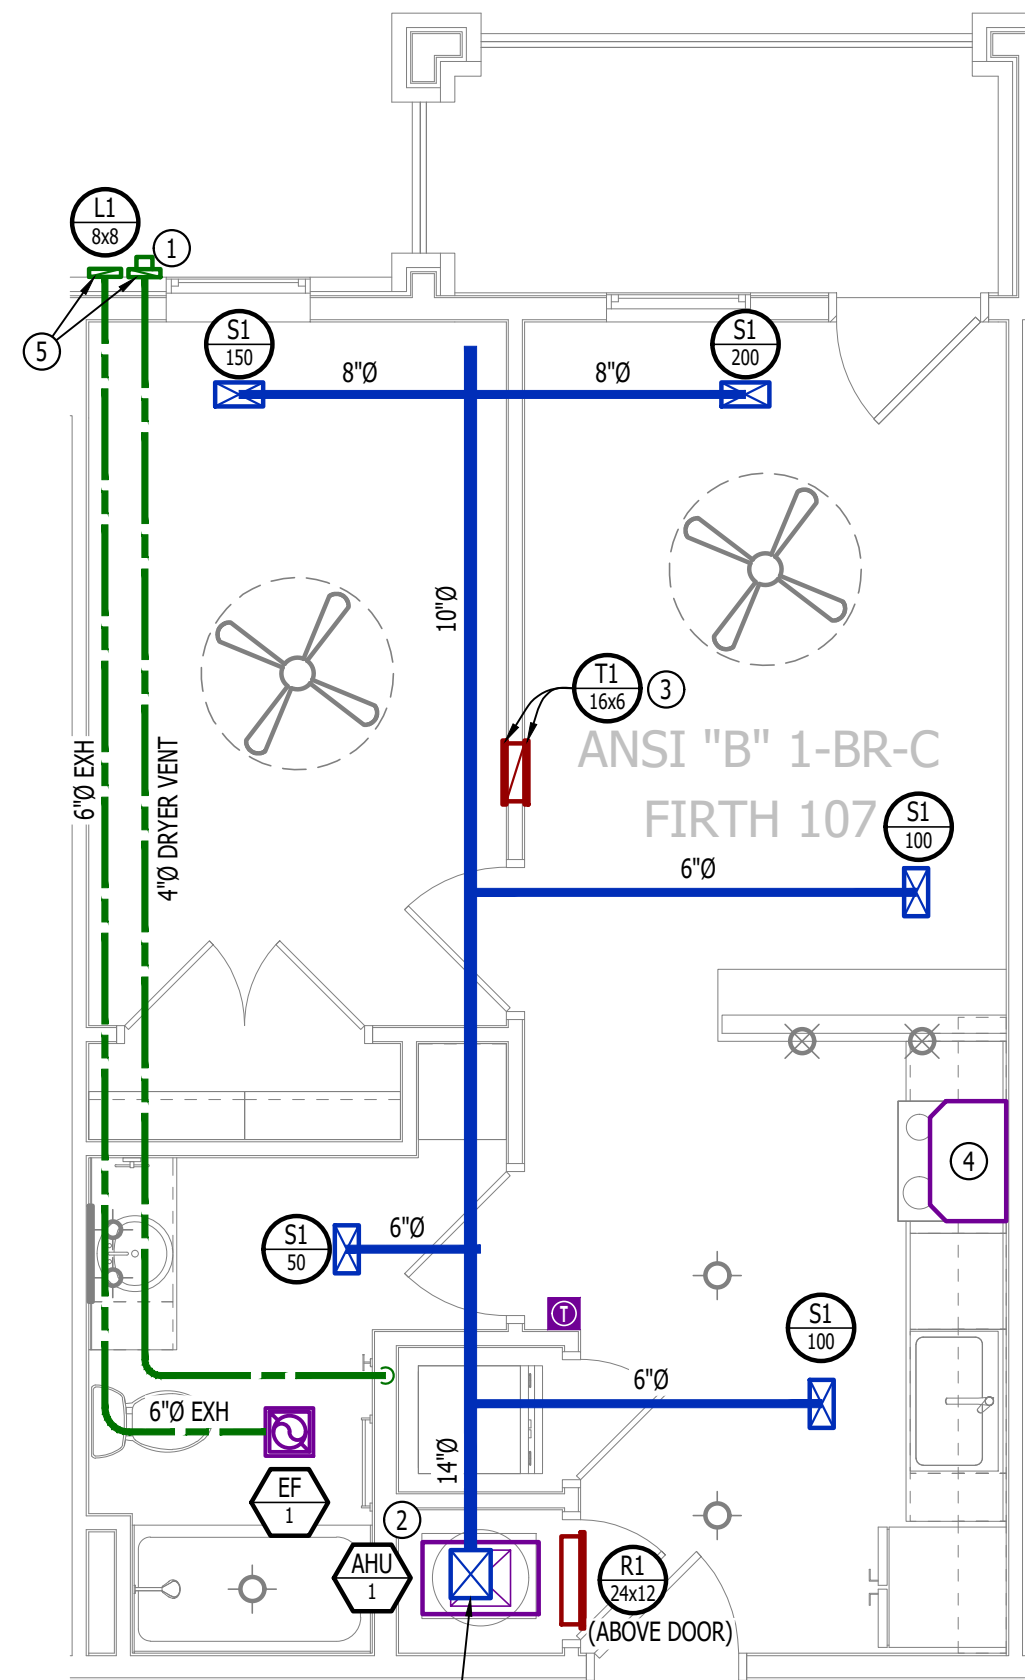 L1
8x8
1
5
S1
150
8"Ø
8"Ø
S1
200
10"Ø
T1
16x6
3
ANSI "B" 1-BR-C
FIRTH 107
6"Ø EXH
4"Ø DRYER VENT
S1
100
6"Ø
4
S1
50
6"Ø
T
S1
100
6"Ø
6"Ø EXH
14"Ø
EF
1
2
AHU
1
R1
24x12
(ABOVE DOOR)